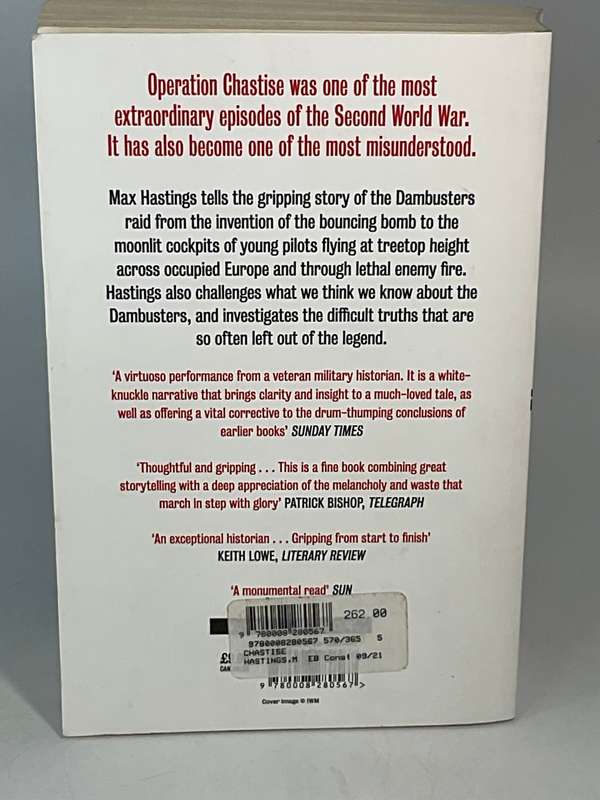 Operation Chastise was one of the most
extraordinary episodes of the Second World War.
It has also become one of the most misunderstood.
Max Hastings tells the gripping story of the Dambusters
raid from the invention of the bouncing bomb to the
moonlit cockpits of young pilots flying at treetop height
across occupied Europe and through lethal enemy fire.
Hastings also challenges what we think we know about the
Dambusters, and investigates the difficult truths that are
so often left out of the legend.
'A virtuoso performance from a veteran military historian. It is a white-
knuckle narrative that brings clarity and insight to a much-loved tale, as
well as offering a vital corrective to the drum-thumping conclusions of
earlier books' SUNDAY TIMES
'Thoughtful and gripping . . . This is a fine book combining great
storytelling with a deep appreciation of the melancholy and waste that
march in step with glory' PATRICK BISHOP, TELEGRAPH
'An exceptional historian . . . Gripping from start to finish'
KEITH LOWE, LITERARY REVIEW
'A monumental read' SUN
262.00
9 780008 280567
9780008280567 570/365 5
CHASTISE
HASTINGS,M EB Const 09/21
9 780008 280567 >
Cover image © IWM